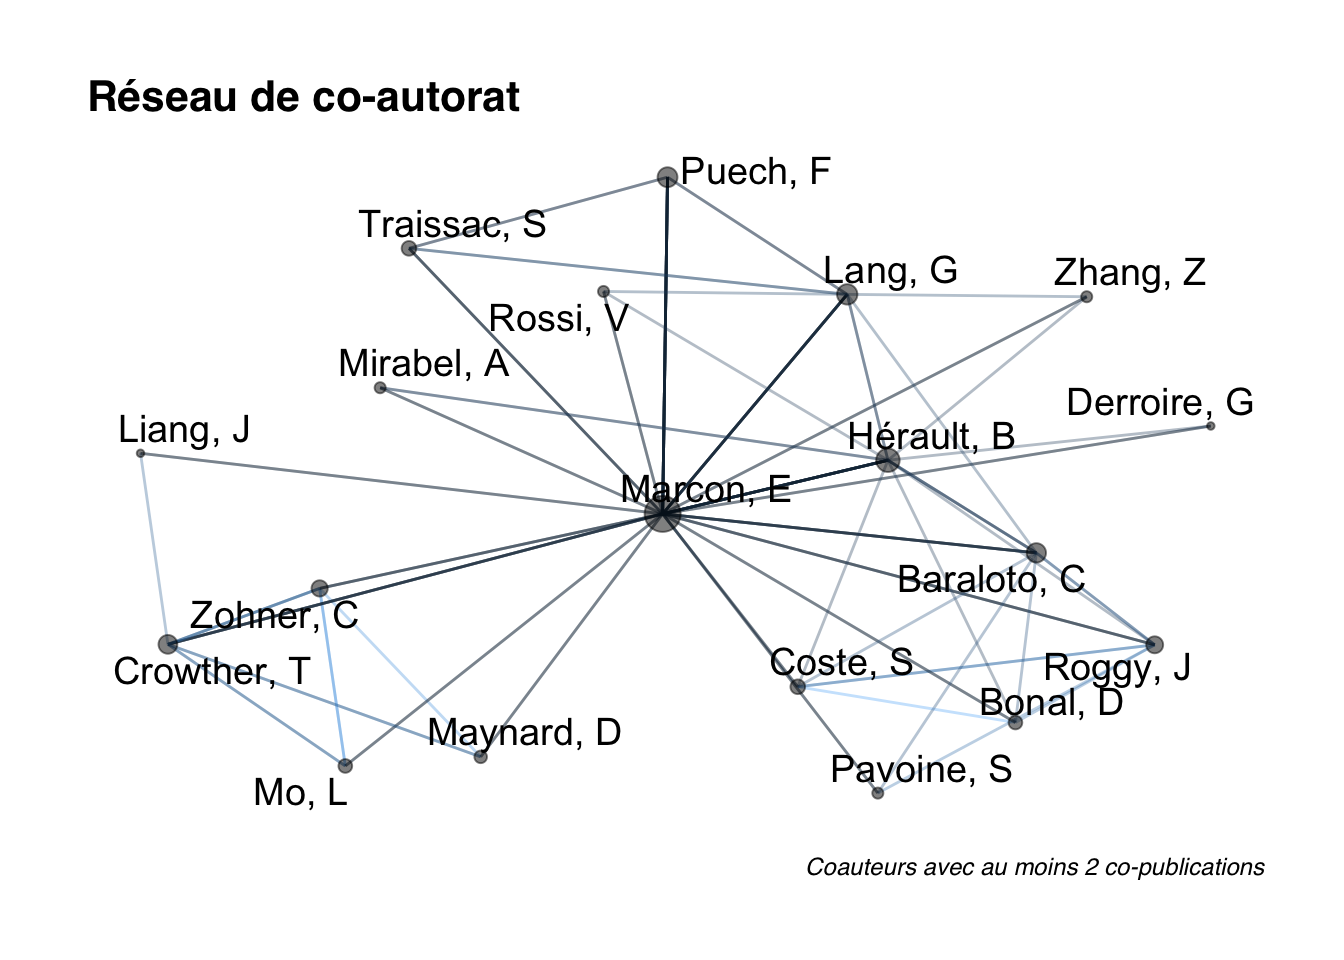 Réseau de co-autorat
Puech, F
Traissac, S
Lang, G
Zhang, Z
Rossi, V
Mirabel, A
Derroire, G
Liang, J
Hérault, B
Marcon, E
Baraloto, C
Zohner, C
Crowther, T
Coste, S
Roggy, J
Bonal, D
Maynard, D
Pavoine, S
Mo, L
Coauteurs avec au moins 2 co-publications